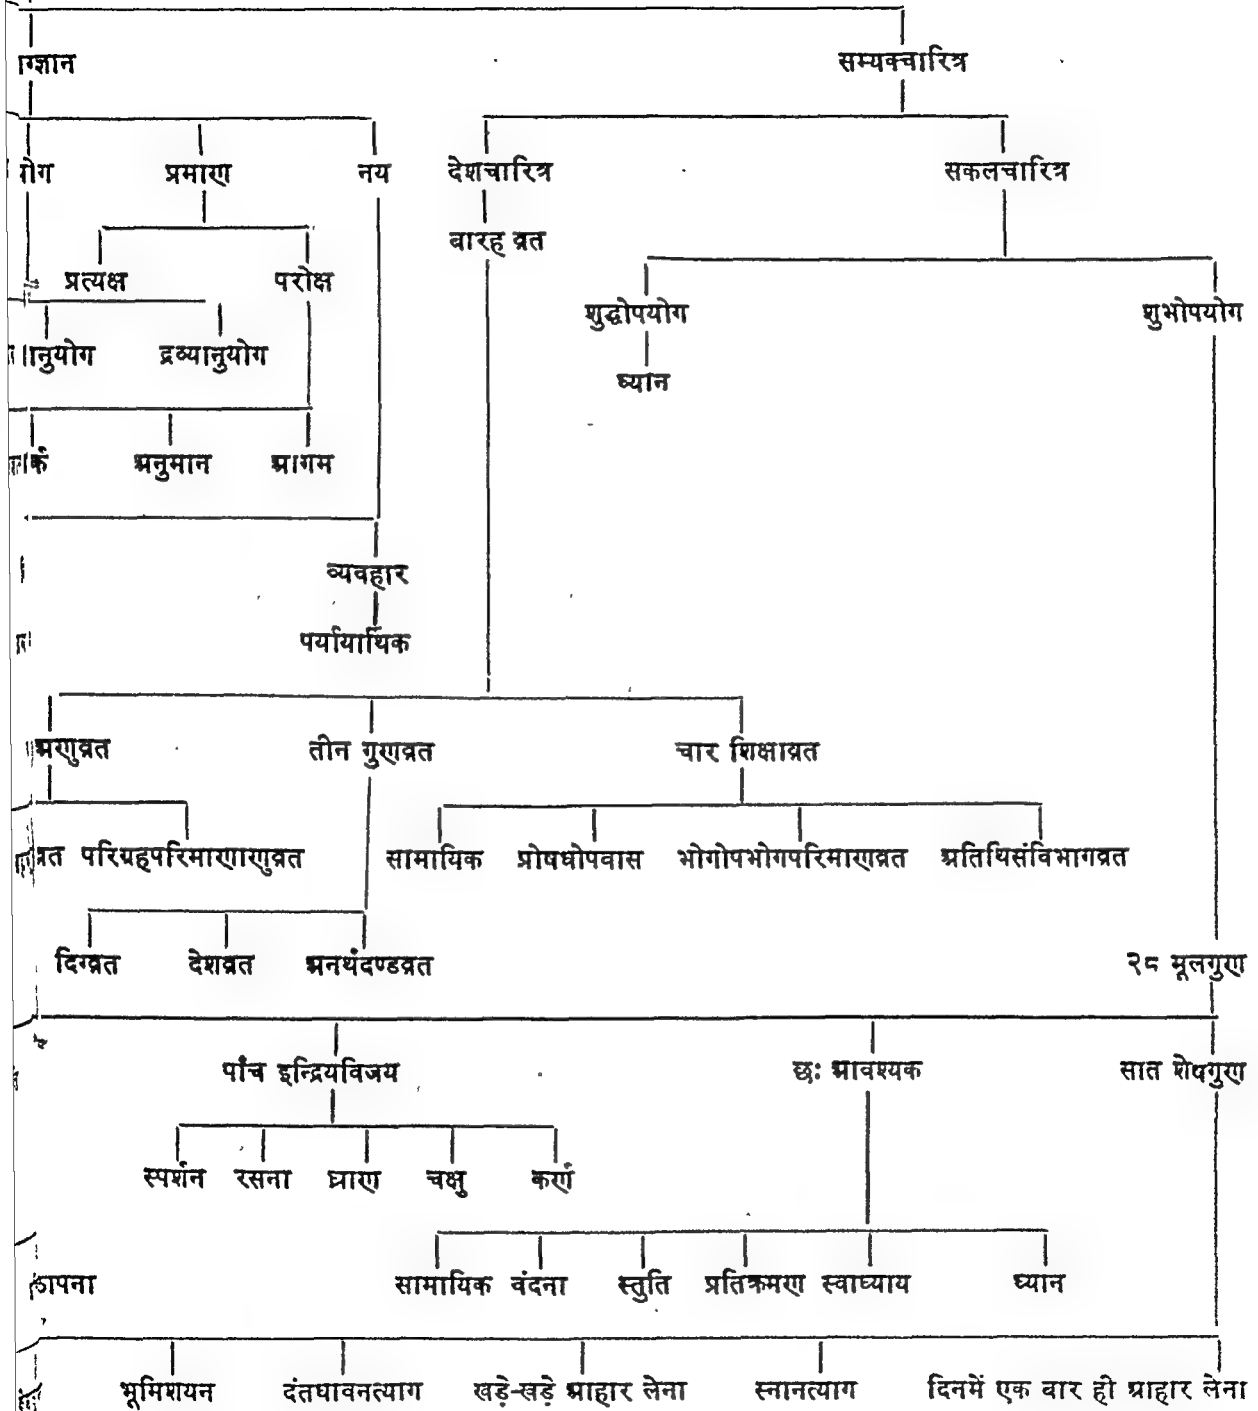 सम्यक्चारित्र
प्रमाण नय देशचारित्र सकलचारित्र
बारह व्रत
प्रत्यक्ष परोक्ष
शुद्धोपयोग शुभोपयोग
द्रव्यानुयोग
ध्यान
अनुमान आगम
व्यवहार
पर्यायार्थिक
अणुव्रत तीन गुणव्रत चार शिक्षाव्रत
व्रत परिग्रहपरिमाणाणुव्रत सामायिक प्रोषधोपवास भोगोपभोगपरिमाणव्रत अतिथिसंविभागव्रत
दिग्व्रत देशव्रत अनर्थदण्डव्रत २८ मूलगुण
पाँच इन्द्रियविजय छः आवश्यक सात शेषगुण
स्पर्शन रसना घ्राण चक्षु कर्ण
सामायिक वंदना स्तुति प्रतिक्रमण स्वाध्याय ध्यान
भूमिशयन दंतधावनत्याग खड़े-खड़े आहार लेना स्नानत्याग दिनमें एक बार ही आहार लेना